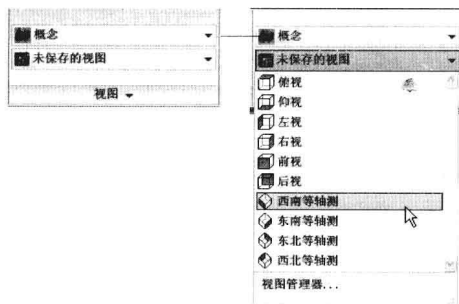 概念
未保存的视图
视图
概念
未保存的视图
俯视
仰视
左视
右视
前视
后视
西南等轴测
东南等轴测
东北等轴测
西北等轴测
视图管理器...